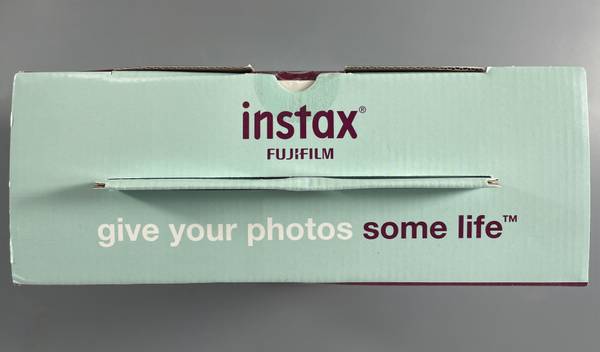 instax®
FUJIFILM
give your photos some life™